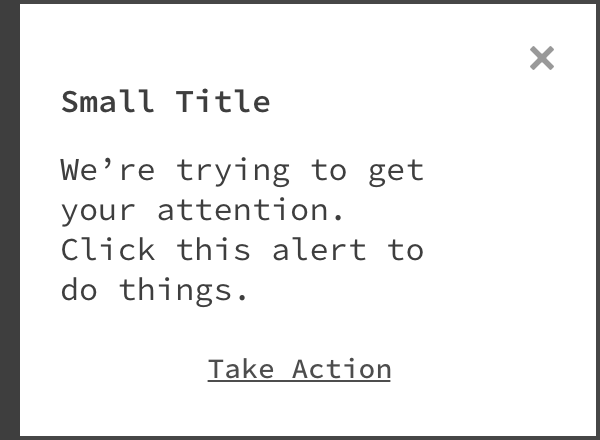 Small Title
We’re trying to get
your attention.
Click this alert to
do things.
Take Action